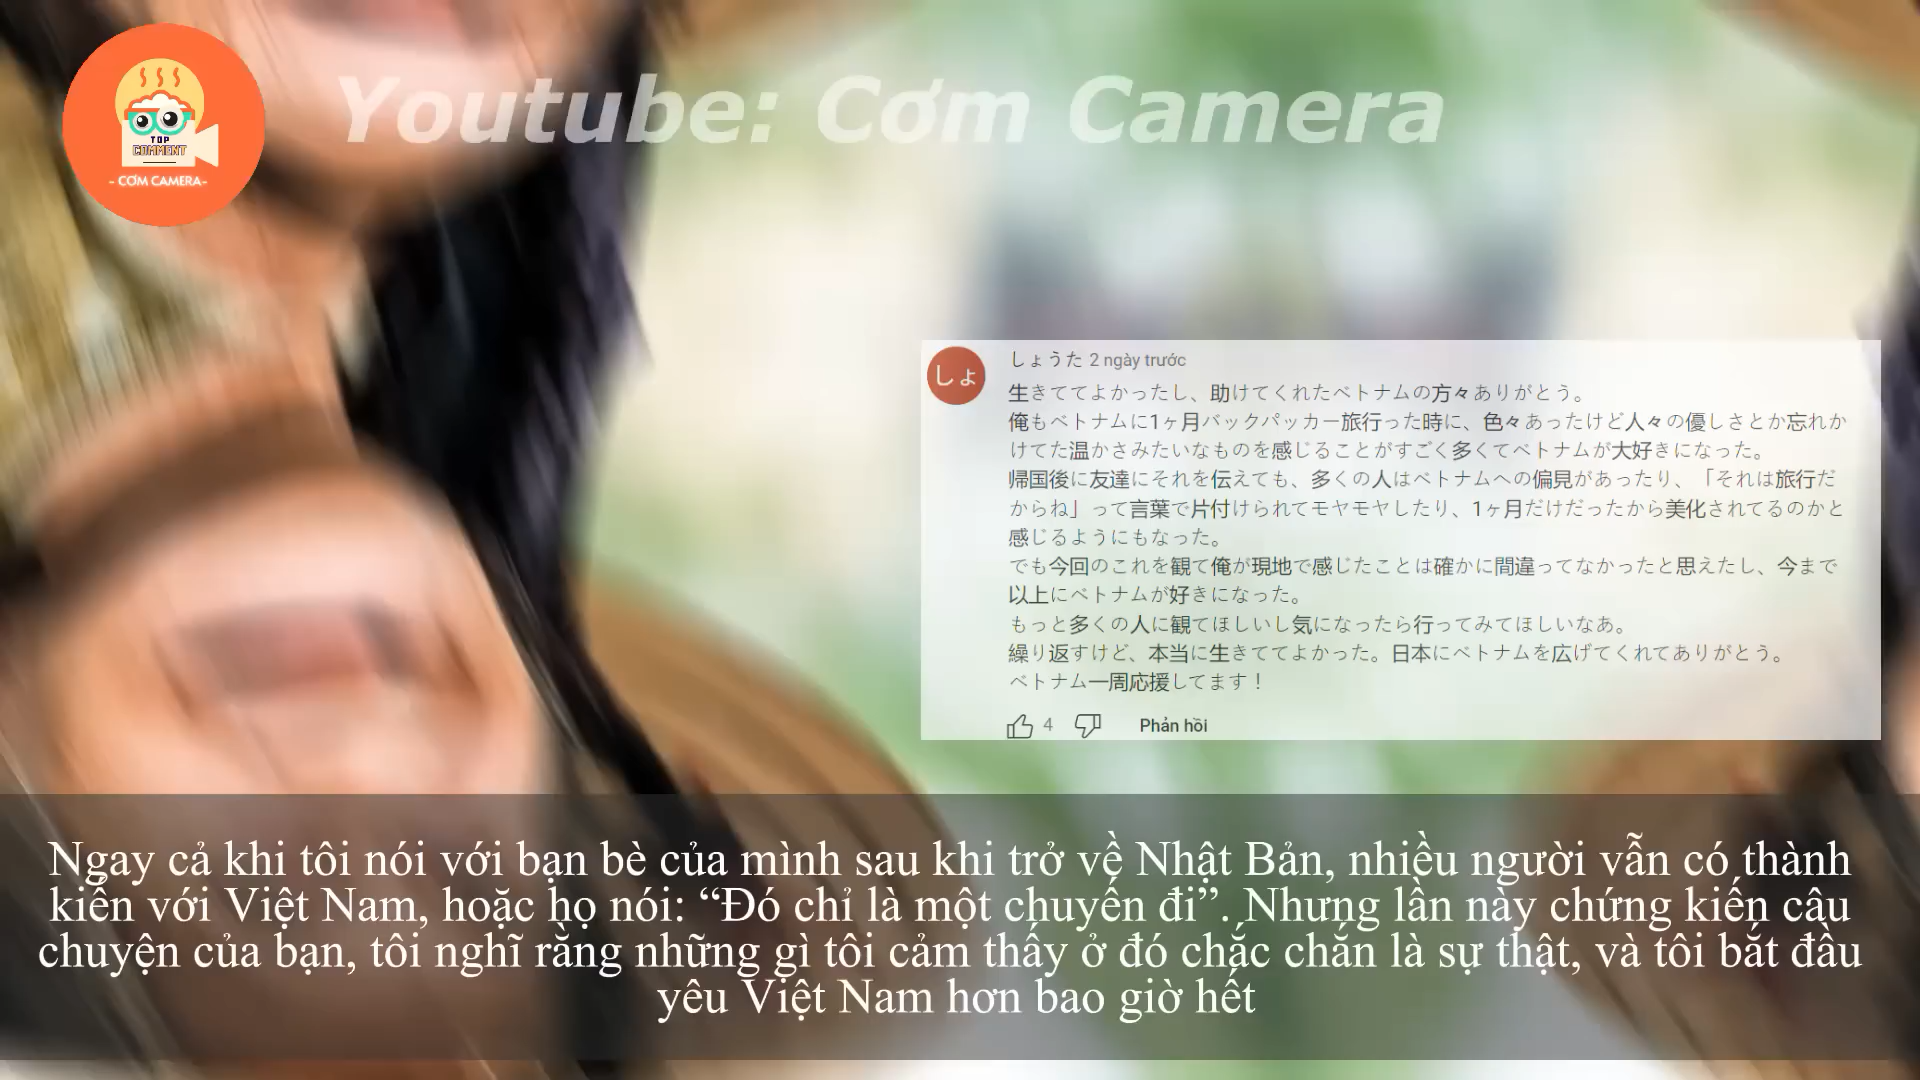 Youtube: Cơm Camera
TOP
COMMENT
- CƠM CAMERA-
しょ
しょうた 2 ngày trước
生きててよかったし、助けてくれたベトナムの方々ありがとう。
俺もベトナムに1ヶ月バックパッカー旅行った時に、色々あったけど人々の優しさとか忘れか
けてた温かさみたいなものを感じることがすごく多くてベトナムが大好きになった。
帰国後に友達にそれを伝えても、多くの人はベトナムへの偏見があったり、「それは旅行だ
からね」って言葉で片付けられてモヤモヤしたり、1ヶ月だけだったから美化されてるのかと
感じるようにもなった。
でも今回のこれを観て俺が現地で感じたことは確かに間違ってなかったと思えたし、今まで
以上にベトナムが好きになった。
もっと多くの人に観てほしいし気になったら行ってみてほしいなあ。
繰り返すけど、本当に生きててよかった。日本にベトナムを広げてくれてありがとう。
ベトナム一周応援してます！
4
Phản hồi
Ngay cả khi tôi nói với bạn bè của mình sau khi trở về Nhật Bản, nhiều người vẫn có thành
kiến với Việt Nam, hoặc họ nói: “Đó chỉ là một chuyến đi”. Nhưng lần này chứng kiến câu
chuyện của bạn, tôi nghĩ rằng những gì tôi cảm thấy ở đó chắc chắn là sự thật, và tôi bắt đầu
yêu Việt Nam hơn bao giờ hết